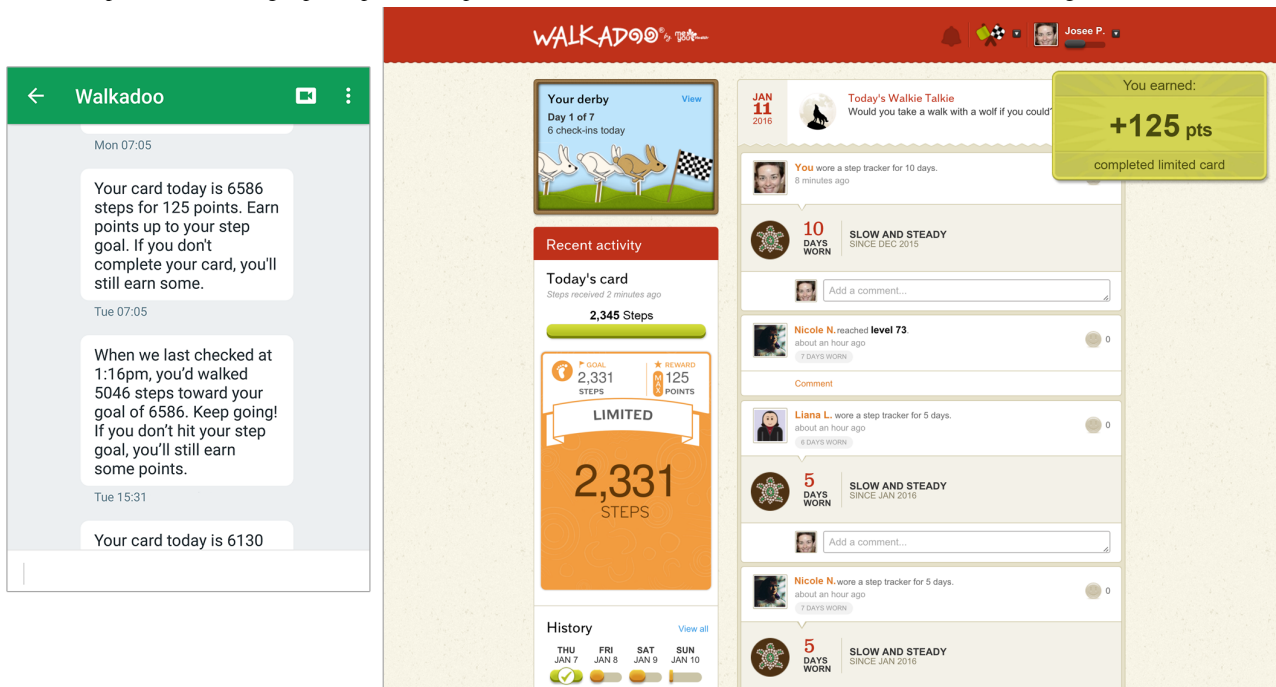 Walkadoo
Mon 07:05
Your card today is 6586
steps for 125 points. Earn
points up to your step
goal. If you don't
complete your card, you'll
still earn some.
Tue 07:05
When we last checked at
1:16pm, you’d walked
5046 steps toward your
goal of 6586. Keep going!
If you don’t hit your step
goal, you’ll still earn
some points.
Tue 15:31
Your card today is 6130
WALKADOO® by
Josee P.
Your derby
View
Day 1 of 7
6 check-ins today
Recent activity
Today's card
Steps received 2 minutes ago
2,345 Steps
GOAL
2,331
STEPS
REWARD
MAX
125
POINTS
LIMITED
2,331
STEPS
History
View all
THU
JAN 7
FRI
JAN 8
SAT
JAN 9
SUN
JAN 10
JAN
11
2016
Today's Walkie Talkie
Would you take a walk with a wolf if you could?
You earned:
+125 pts
completed limited card
You wore a step tracker for 10 days.
8 minutes ago
10
DAYS
WORN
SLOW AND STEADY
SINCE DEC 2015
Add a comment...
Nicole N. reached level 73.
about an hour ago
7 DAYS WORN
0
Comment
Liana L. wore a step tracker for 5 days.
about an hour ago
6 DAYS WORN
0
5
DAYS
WORN
SLOW AND STEADY
SINCE JAN 2016
Add a comment...
Nicole N. wore a step tracker for 5 days.
about an hour ago
7 DAYS WORN
0
5
DAYS
WORN
SLOW AND STEADY
SINCE JAN 2016